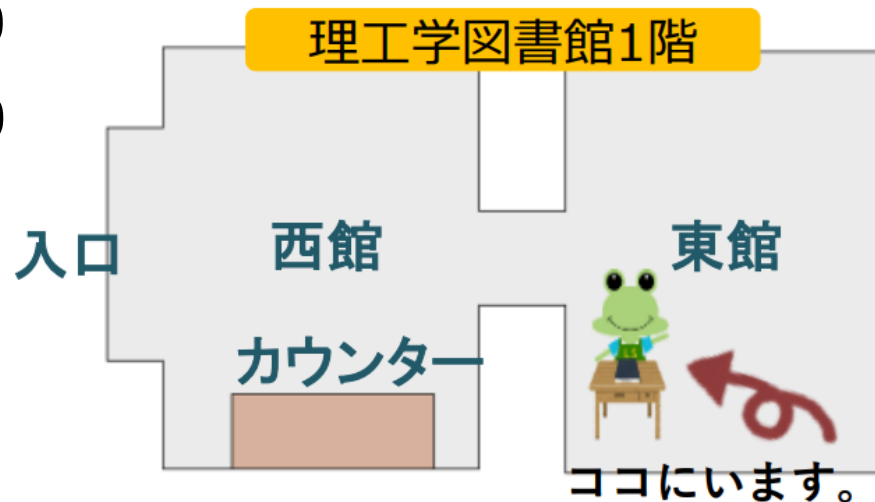 理工学図書館1階
入口
西館
東館
カウンター
ココにいます。